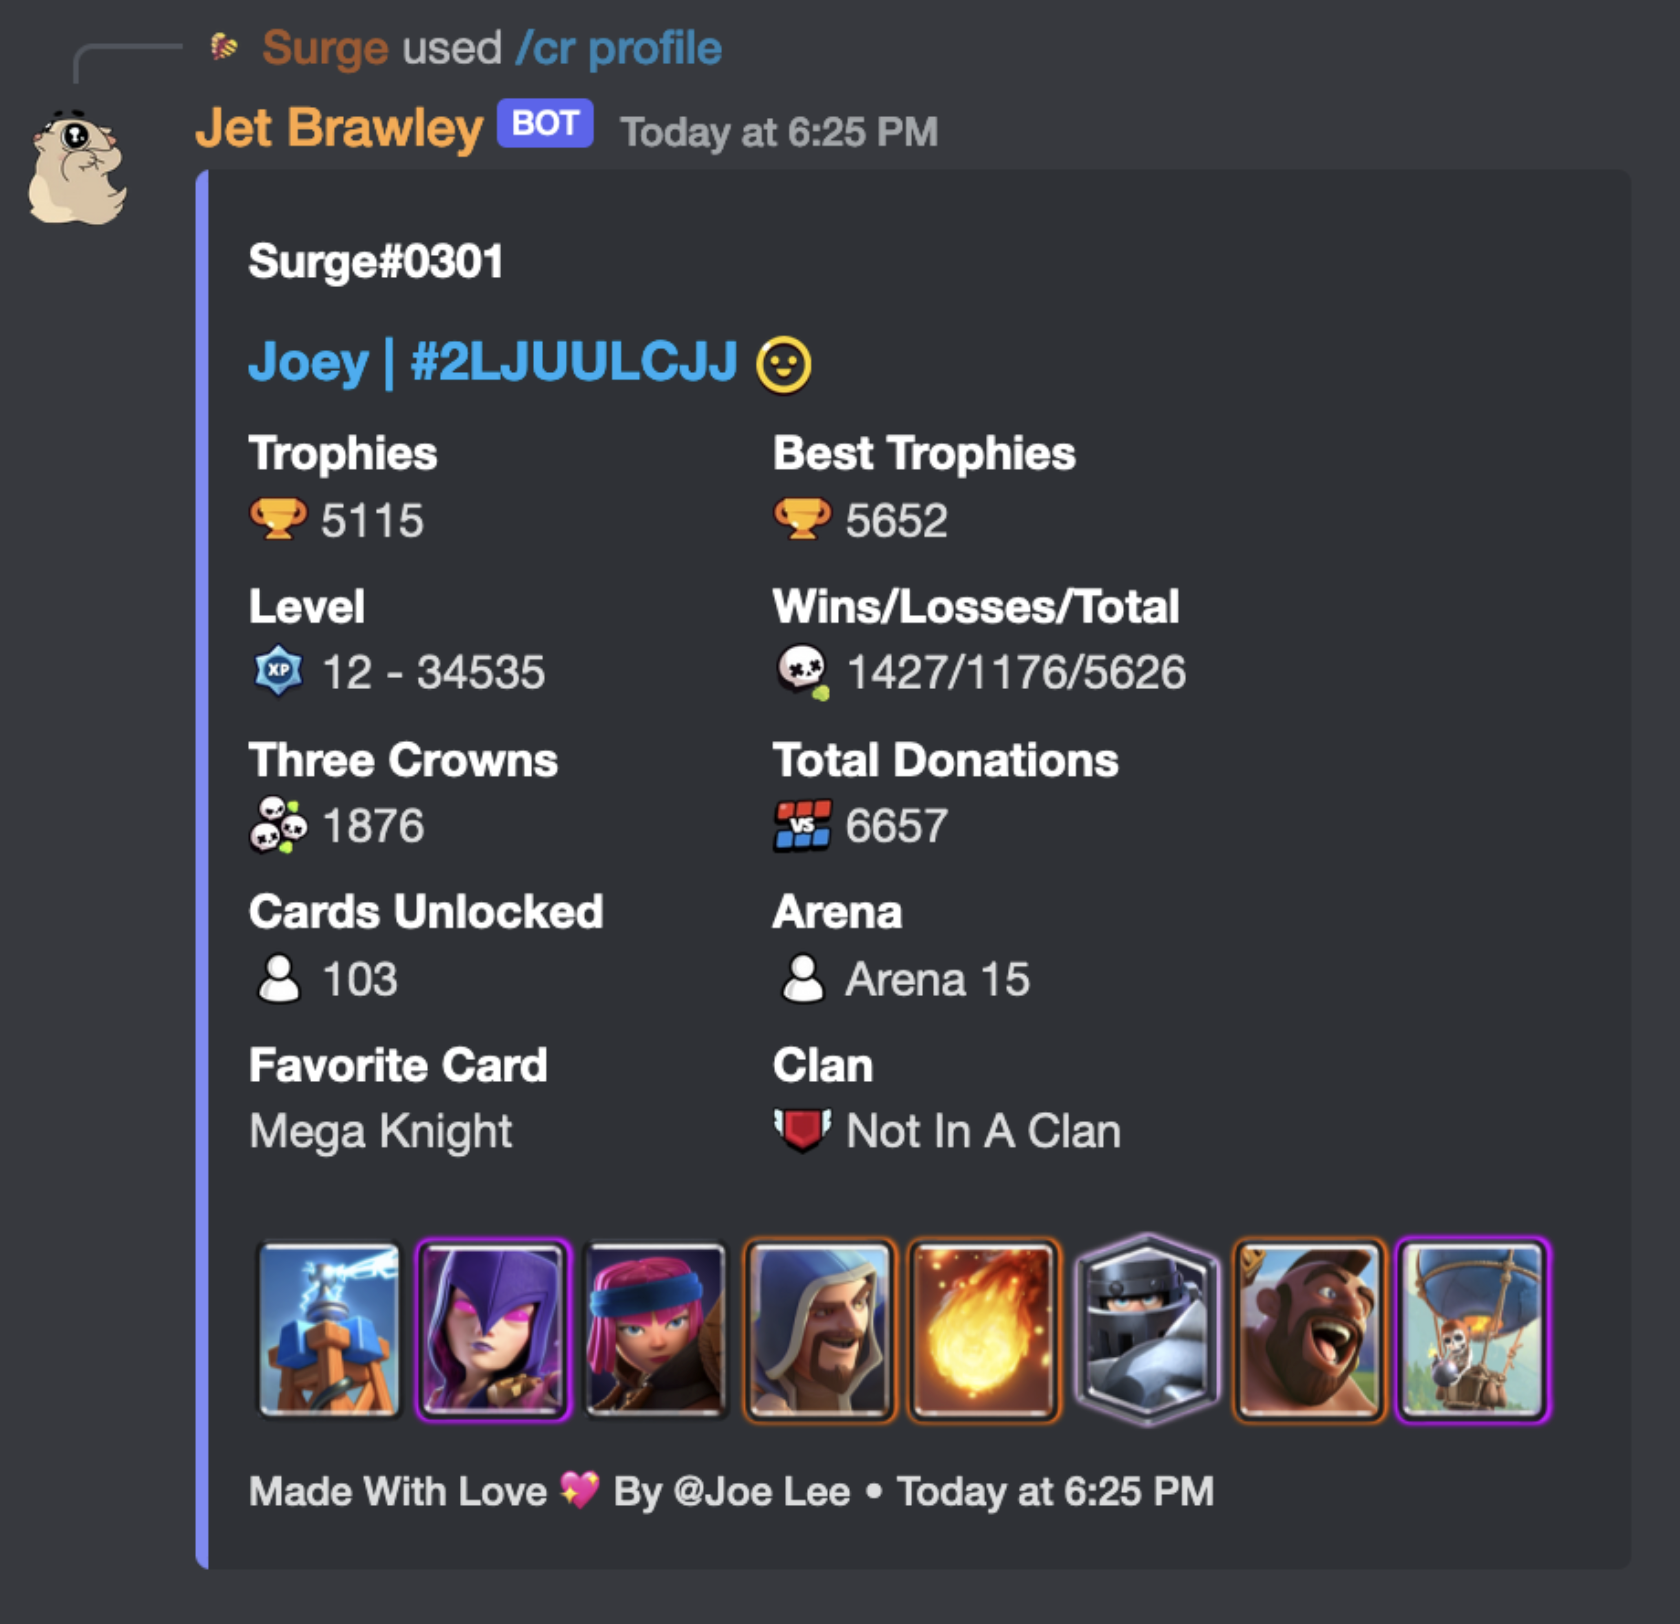 Surge used /cr profile
Jet Brawley BOT Today at 6:25 PM
Surge#0301
Joey | #2LJUULCJJ
Trophies Best Trophies
5115 5652
Level Wins/Losses/Total
XP 12 - 34535 1427/1176/5626
Three Crowns Total Donations
1876 VS 6657
Cards Unlocked Arena
103 Arena 15
Favorite Card Clan
Mega Knight Not In A Clan
Made With Love 💖 By @Joe Lee • Today at 6:25 PM